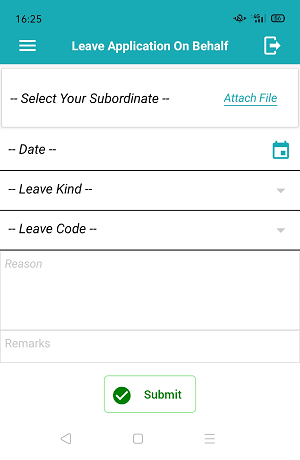 16:25
Leave Application On Behalf
-- Select Your Subordinate --
Attach File
-- Date --
-- Leave Kind --
-- Leave Code --
Reason
Remarks
Submit